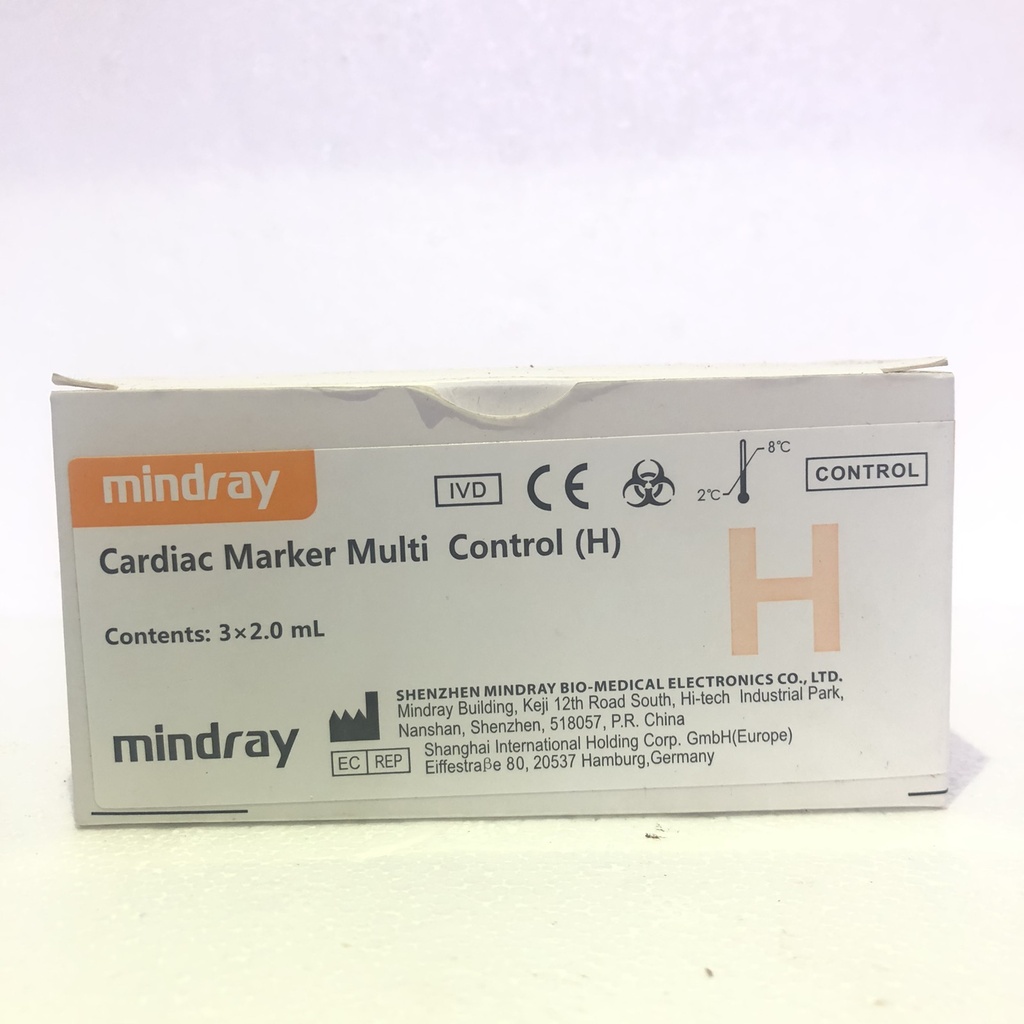 mindray
IVD CE 2℃ 8℃ CONTROL
Cardiac Marker Multi Control (H)
H
Contents: 3×2.0 mL
SHENZHEN MINDRAY BIO-MEDICAL ELECTRONICS CO., LTD.
Mindray Building, Keji 12th Road South, Hi-tech Industrial Park,
Nanshan, Shenzhen, 518057, P.R. China
mindray
EC REP Shanghai International Holding Corp. GmbH(Europe)
Eiffestraβe 80, 20537 Hamburg,Germany